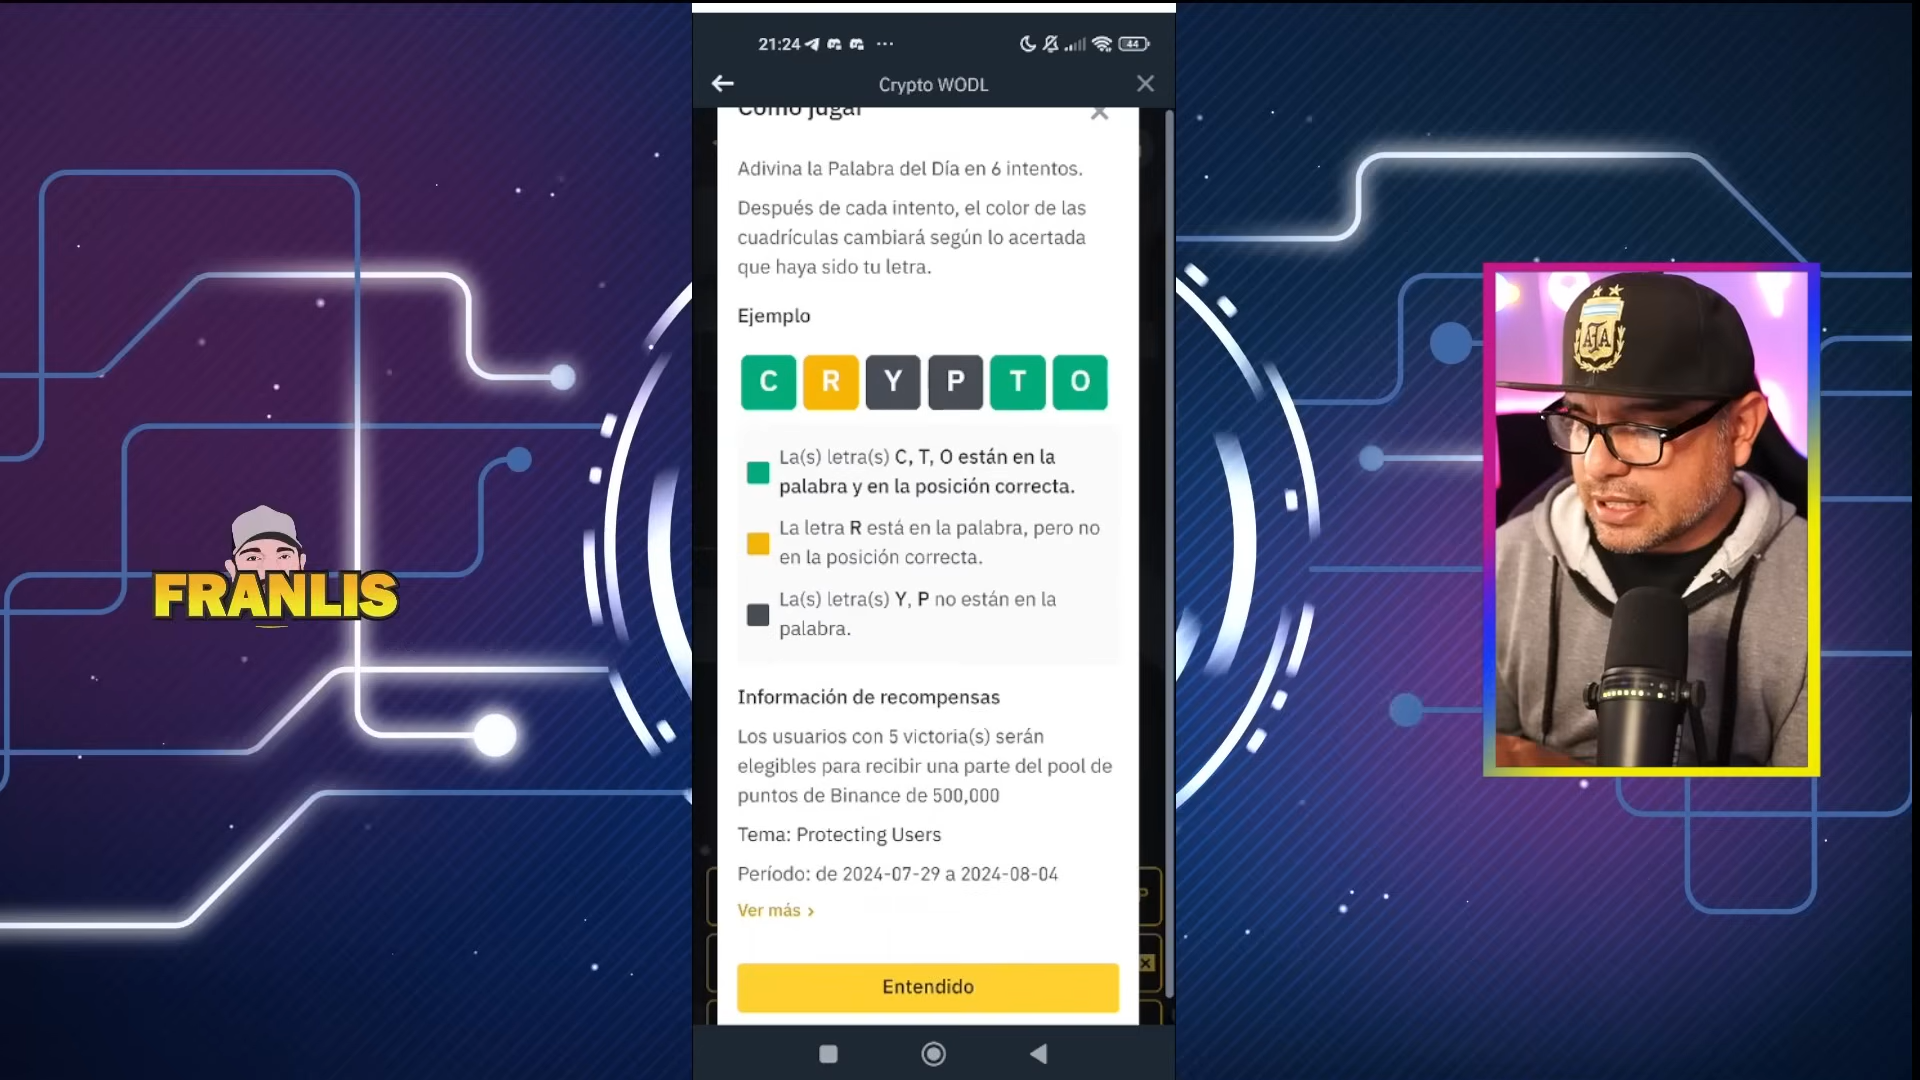 21:24
44
Crypto WODL
Cómo jugar
Adivina la Palabra del Día en 6 intentos.
Después de cada intento, el color de las
cuadrículas cambiará según lo acertada
que haya sido tu letra.
Ejemplo
C R Y P T O
La(s) letra(s) C, T, O están en la
palabra y en la posición correcta.
La letra R está en la palabra, pero no
en la posición correcta.
La(s) letra(s) Y, P no están en la
palabra.
Información de recompensas
Los usuarios con 5 victoria(s) serán
elegibles para recibir una parte del pool de
puntos de Binance de 500,000
Tema: Protecting Users
Período: de 2024-07-29 a 2024-08-04
Ver más
P
Entendido
FRANLIS
AFA